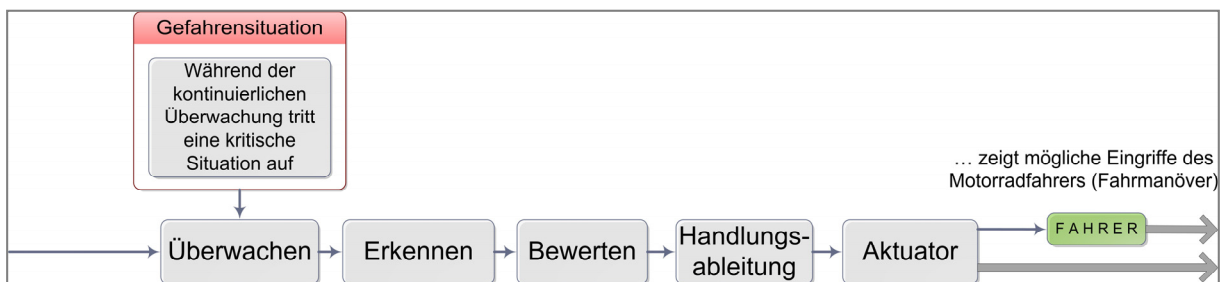 Gefahrensituation
Während der
kontinuierlichen
Überwachung tritt
eine kritische
Situation auf
… zeigt mögliche Eingriffe des
Motorradfahrers (Fahrmanöver)
Überwachen
Erkennen
Bewerten
Handlungs-
ableitung
Aktuator
FAHRER